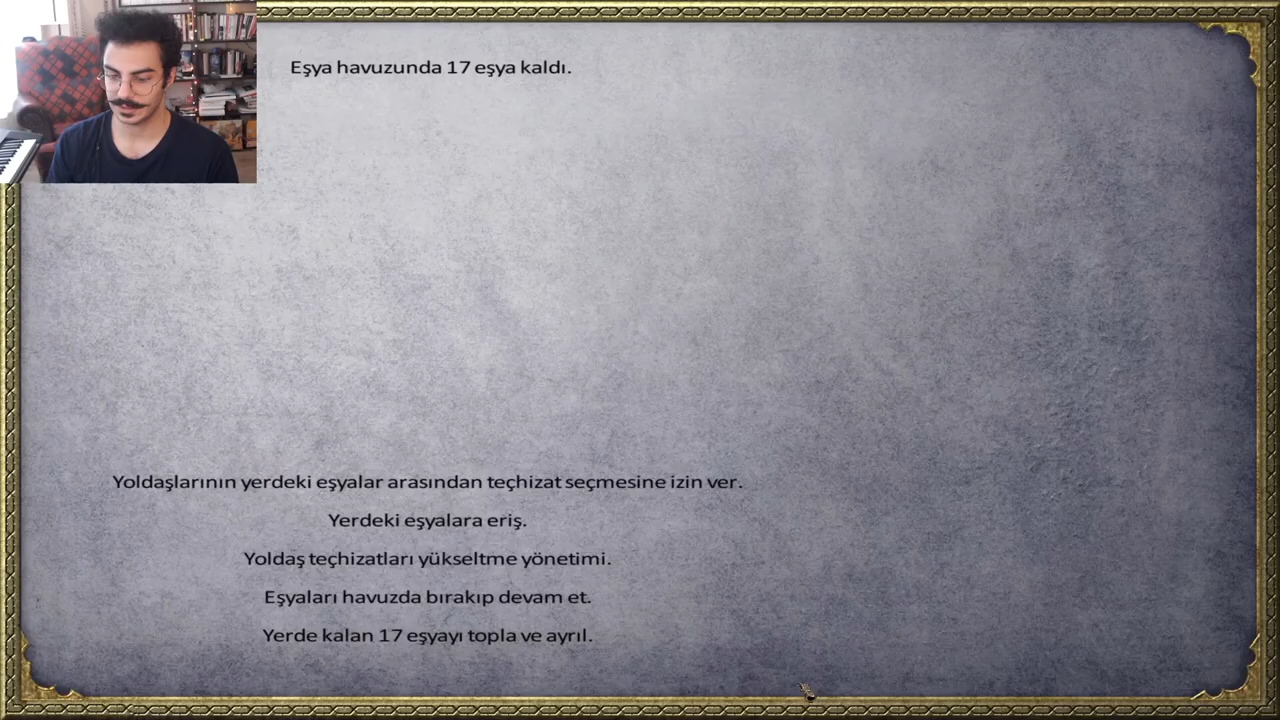 Eşya havuzunda 17 eşya kaldı.
Yoldaşlarının yerdeki eşyalar arasından teçhizat seçmesine izin ver.
Yerdeki eşyalara eriş.
Yoldaş teçhizatları yükseltme yönetimi.
Eşyaları havuzda bırakıp devam et.
Yerde kalan 17 eşyayı topla ve ayrıl.